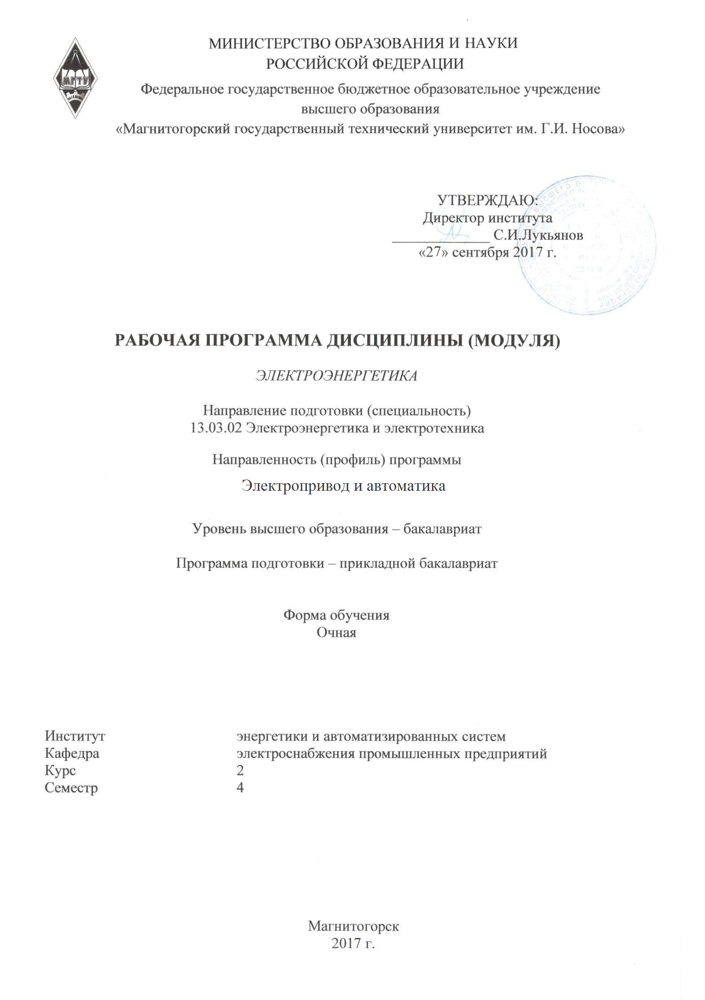 МИНИСТЕРСТВО ОБРАЗОВАНИЯ И НАУКИ
РОССИЙСКОЙ ФЕДЕРАЦИИ
МГТУ
Федеральное государственное бюджетное образовательное учреждение
высшего образования
«Магнитогорский государственный технический университет им. Г.И. Носова»
УТВЕРЖДАЮ:
Директор института
_____________ С.И.Лукьянов
«27» сентября 2017 г.
РАБОЧАЯ ПРОГРАММА ДИСЦИПЛИНЫ (МОДУЛЯ)
ЭЛЕКТРОЭНЕРГЕТИКА
Направление подготовки (специальность)
13.03.02 Электроэнергетика и электротехника
Направленность (профиль) программы
Электропривод и автоматика
Уровень высшего образования – бакалавриат
Программа подготовки – прикладной бакалавриат
Форма обучения
Очная
Институт энергетики и автоматизированных систем
Кафедра электроснабжения промышленных предприятий
Курс 2
Семестр 4
Магнитогорск
2017 г.